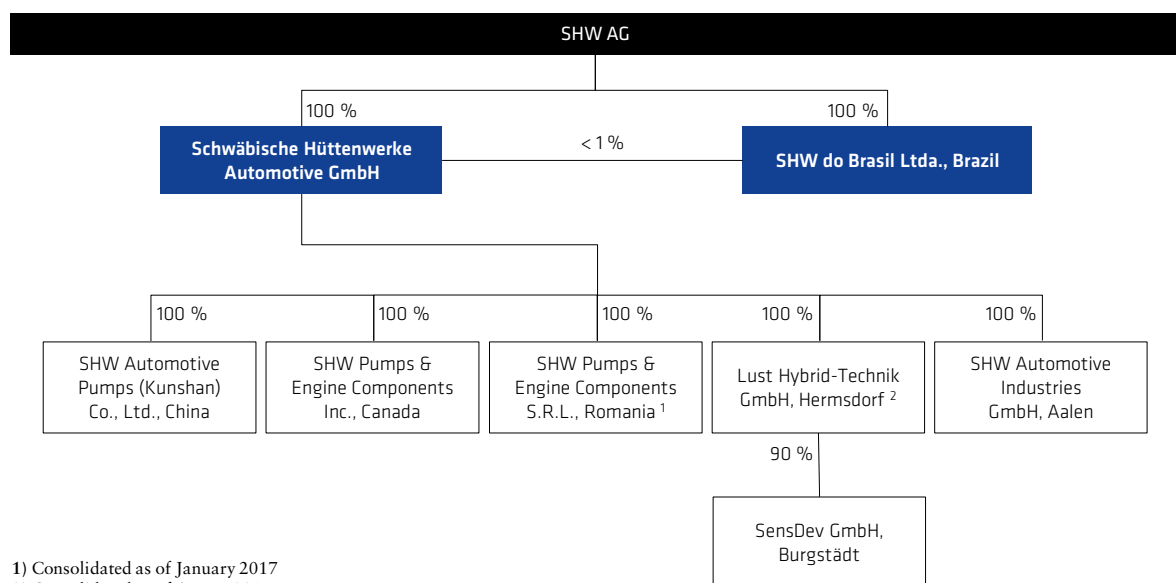 SHW AG
100 %
100 %
Schwäbische Hüttenwerke
Automotive GmbH
< 1 %
SHW do Brasil Ltda., Brazil
100 %
100 %
100 %
100 %
100 %
SHW Automotive
Pumps (Kunshan)
Co., Ltd., China
SHW Pumps &
Engine Components
Inc., Canada
SHW Pumps &
Engine Components
S.R.L., Romania 1
Lust Hybrid-Technik
GmbH, Hermsdorf 2
SHW Automotive
Industries
GmbH, Aalen
90 %
SensDev GmbH,
Burgstädt
1) Consolidated as of January 2017